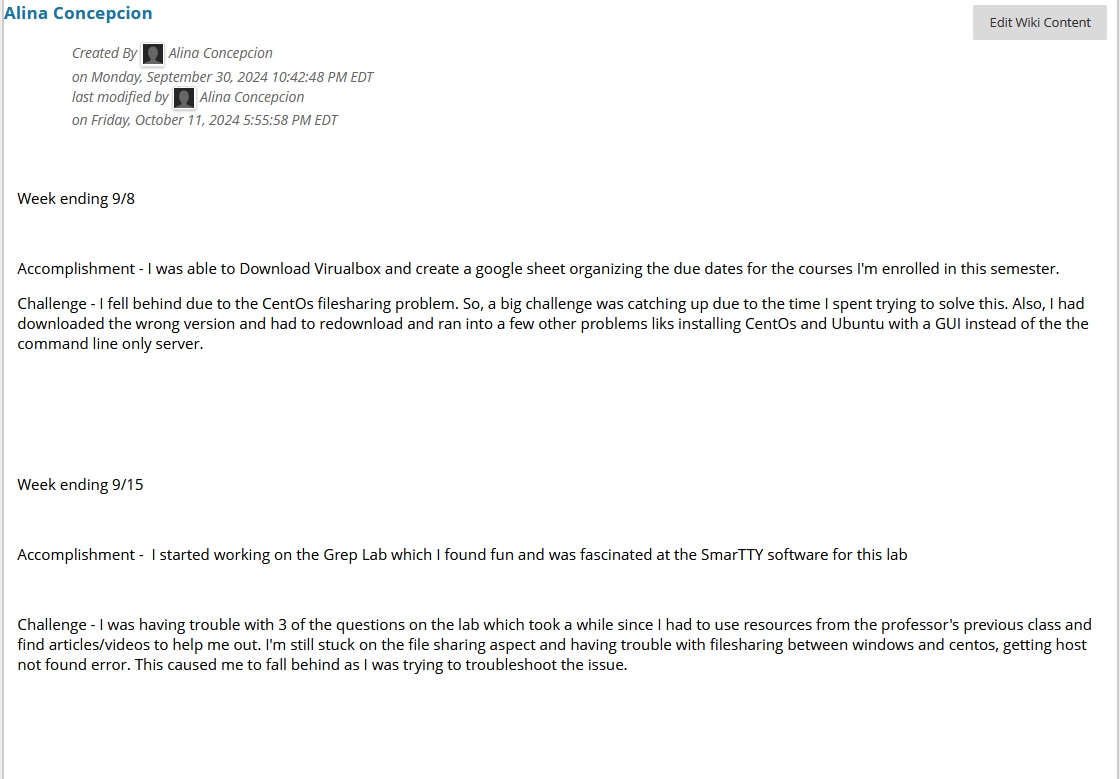 Alina Concepcion
Edit Wiki Content
Created By Alina Concepcion
on Monday, September 30, 2024 10:42:48 PM EDT
last modified by Alina Concepcion
on Friday, October 11, 2024 5:55:58 PM EDT
Week ending 9/8
Accomplishment - I was able to Download Virualbox and create a google sheet organizing the due dates for the courses I'm enrolled in this semester.
Challenge - I fell behind due to the CentOs filesharing problem. So, a big challenge was catching up due to the time I spent trying to solve this. Also, I had
downloaded the wrong version and had to redownload and ran into a few other problems liks installing CentOs and Ubuntu with a GUI instead of the the
command line only server.
Week ending 9/15
Accomplishment -  I started working on the Grep Lab which I found fun and was fascinated at the SmarTTY software for this lab
Challenge - I was having trouble with 3 of the questions on the lab which took a while since I had to use resources from the professor's previous class and
find articles/videos to help me out. I'm still stuck on the file sharing aspect and having trouble with filesharing between windows and centos, getting host
not found error. This caused me to fall behind as I was trying to troubleshoot the issue.